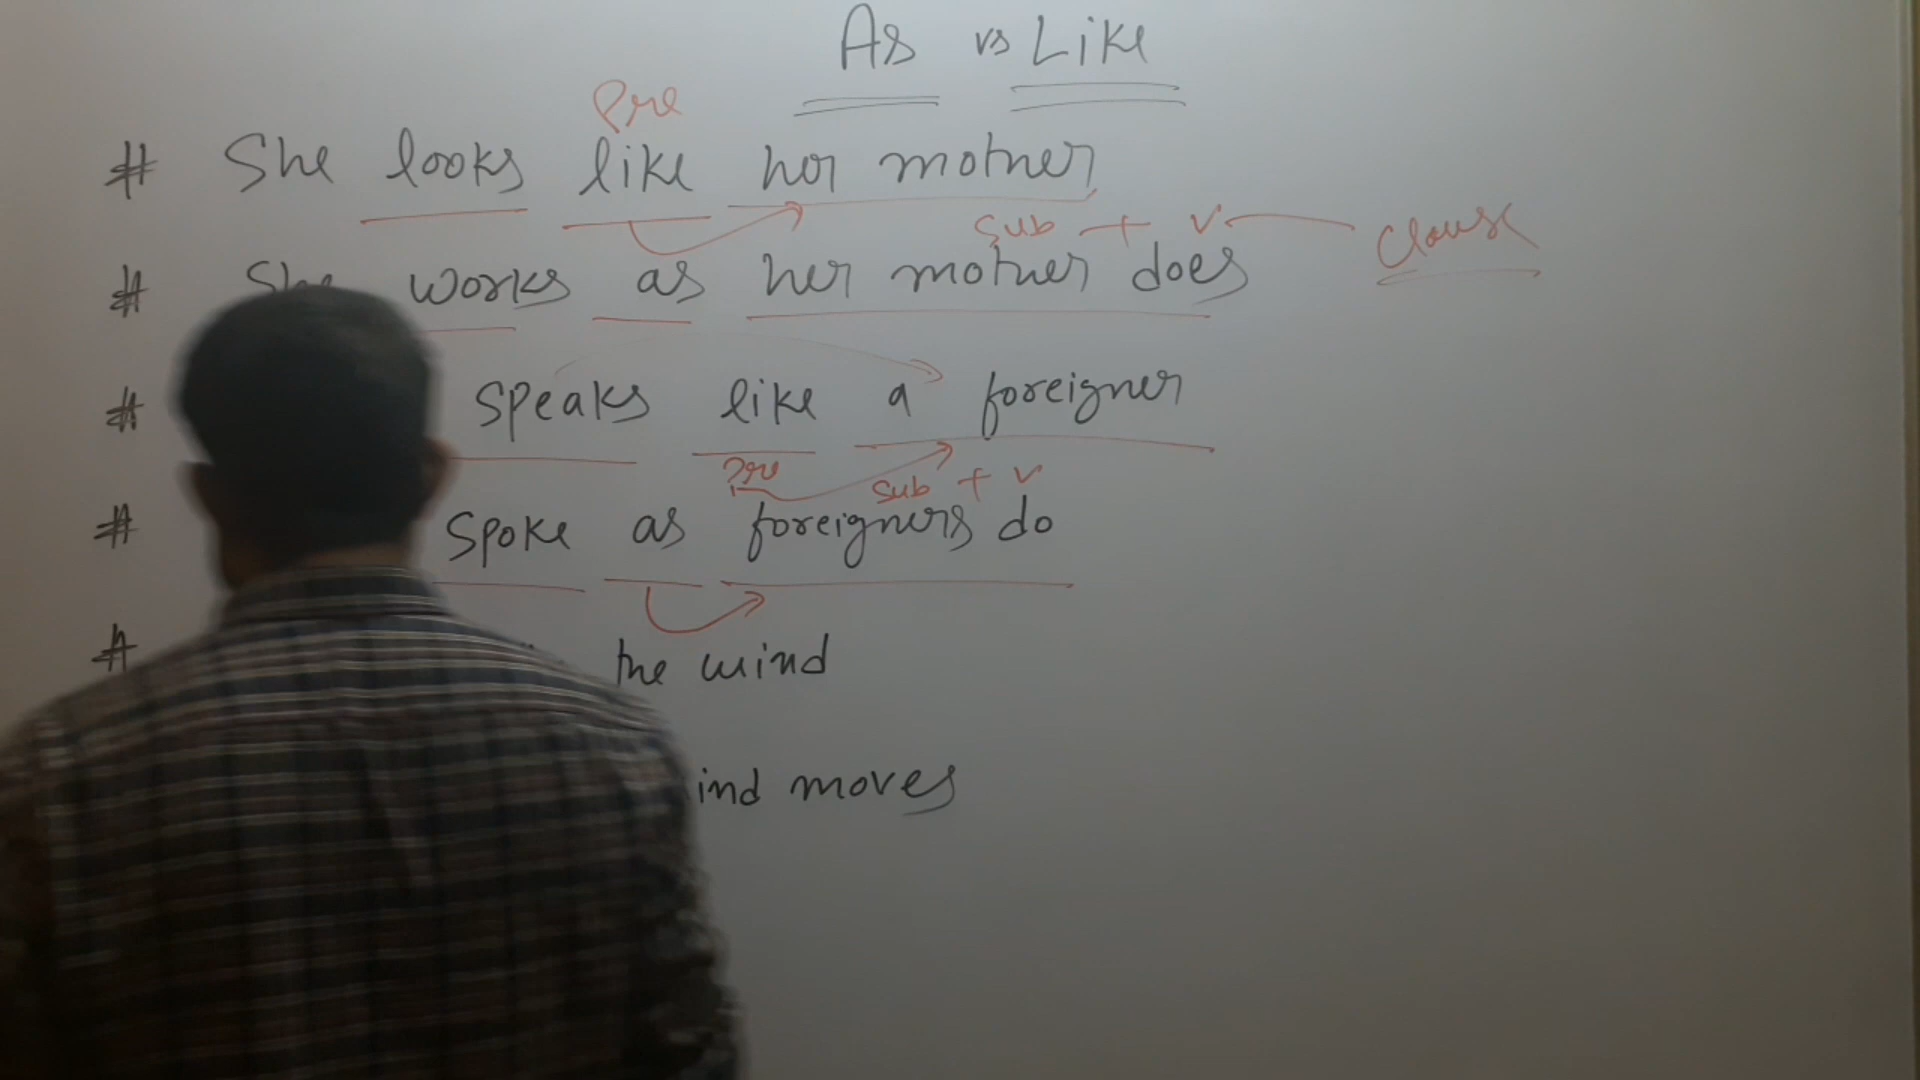 As vs Like
Pre
# She looks like her mother
Sub + v Clause
# She works as her mother does
# speaks like a foreigner
Pre Sub + v
# Spoke as foreigners do
# the wind
ind moves